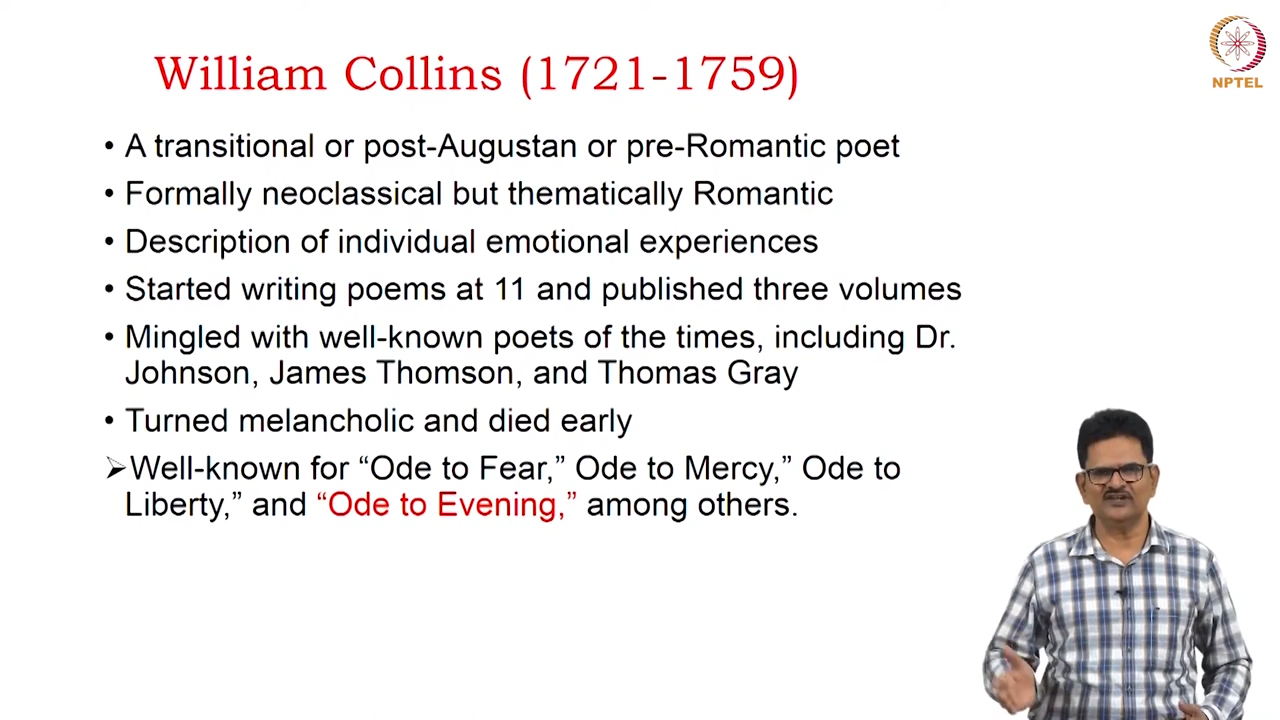 William Collins (1721-1759)
NPTEL
• A transitional or post-Augustan or pre-Romantic poet
• Formally neoclassical but thematically Romantic
• Description of individual emotional experiences
• Started writing poems at 11 and published three volumes
• Mingled with well-known poets of the times, including Dr.
Johnson, James Thomson, and Thomas Gray
• Turned melancholic and died early
➢Well-known for “Ode to Fear,” Ode to Mercy,” Ode to
Liberty,” and “Ode to Evening,” among others.